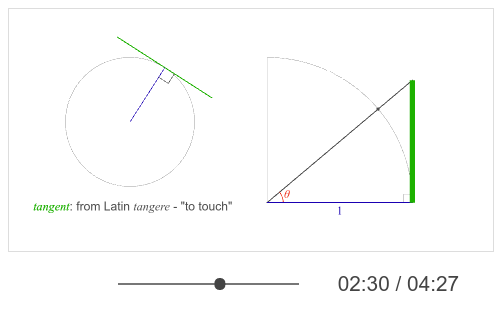 θ
tangent: from Latin tangere - "to touch"
1
02:30 / 04:27